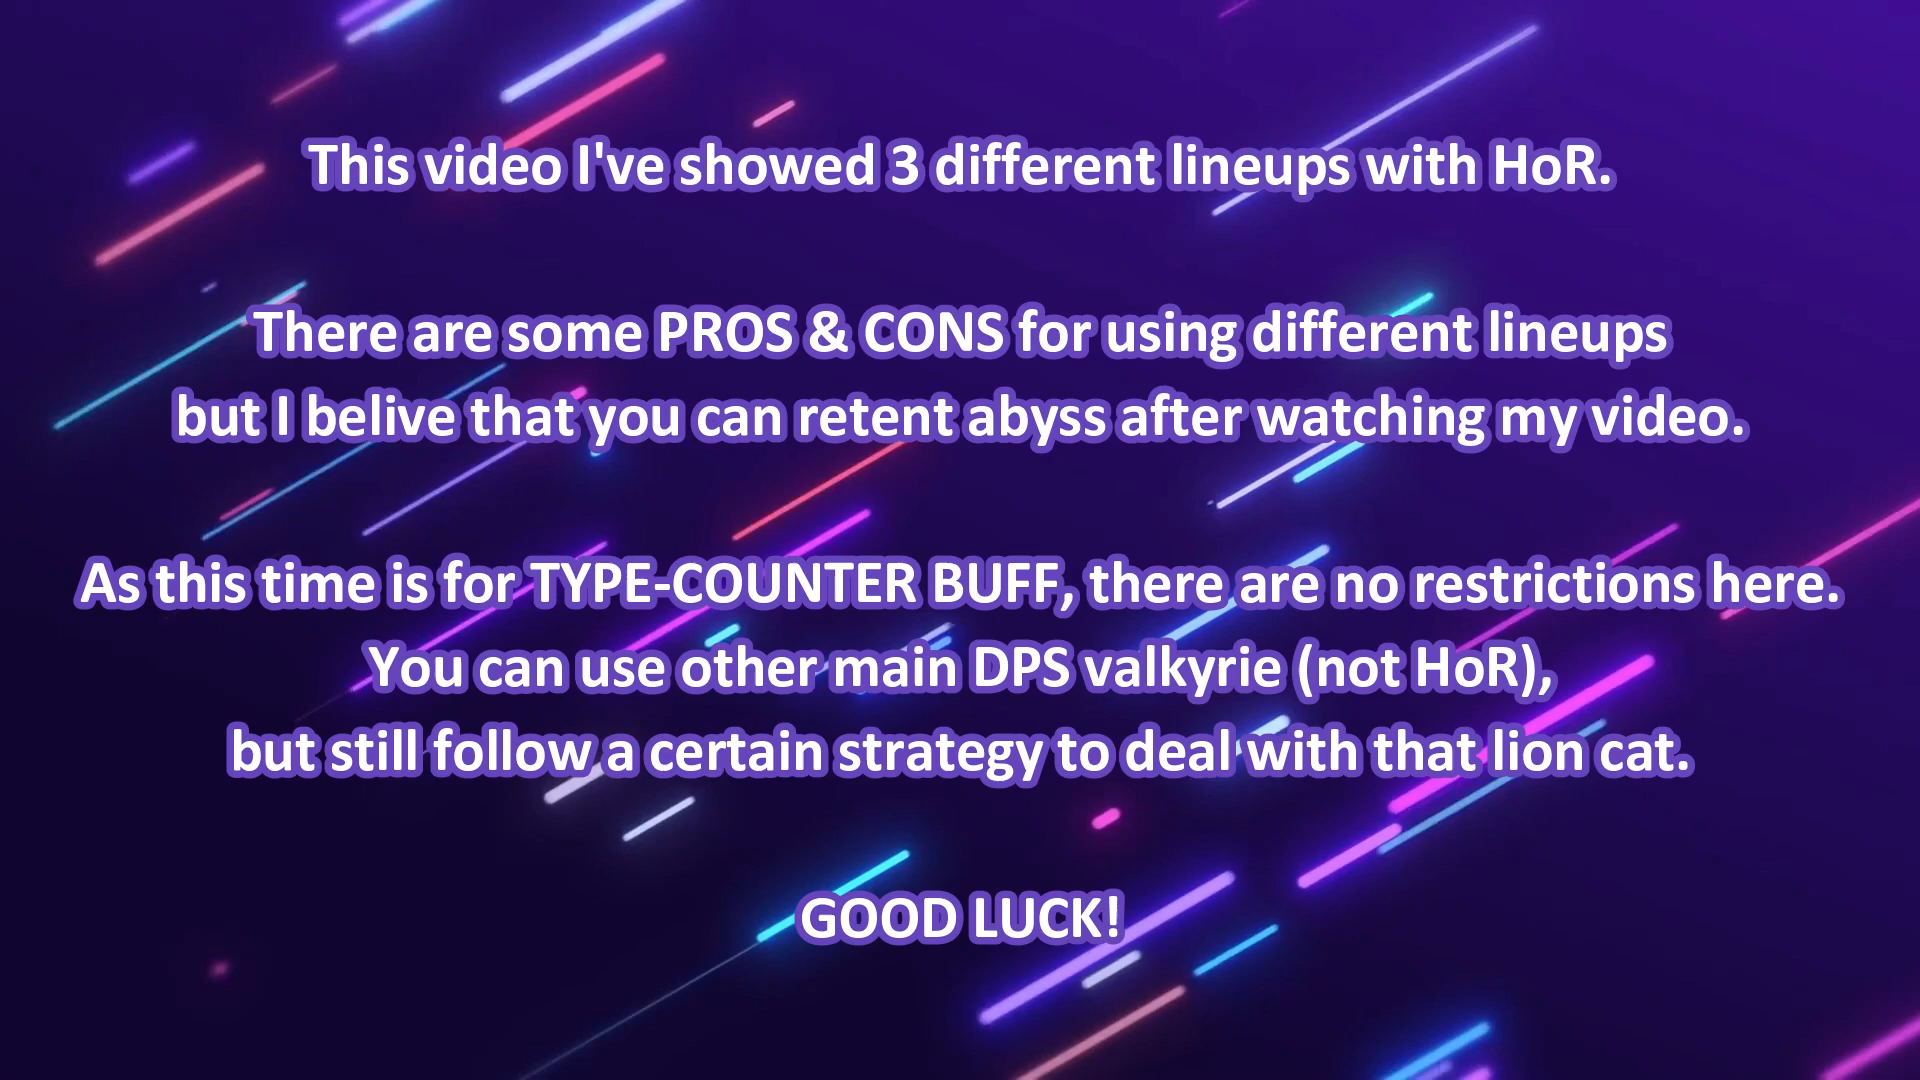 This video I've showed 3 different lineups with HoR.
There are some PROS & CONS for using different lineups
but I belive that you can retent abyss after watching my video.
As this time is for TYPE-COUNTER BUFF, there are no restrictions here.
You can use other main DPS valkyrie (not HoR),
but still follow a certain strategy to deal with that lion cat.
GOOD LUCK!